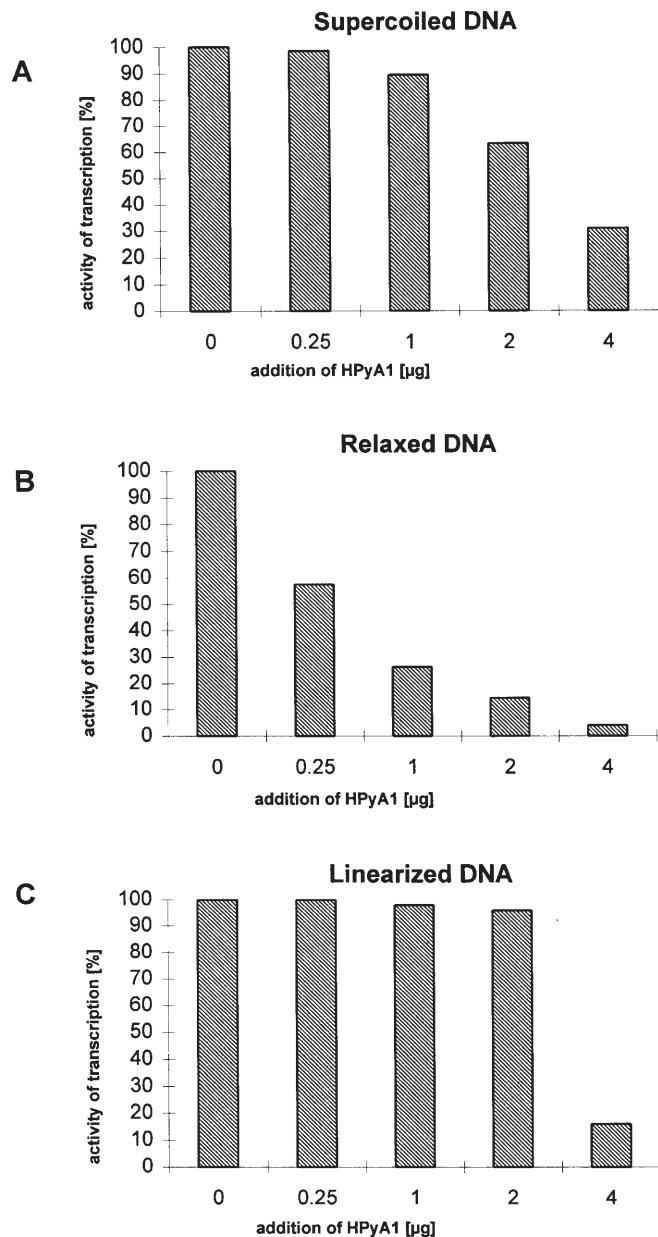 Supercoiled DNA
A
activity of transcription [%]
100
90
80
70
60
50
40
30
20
10
0
0 0.25 1 2 4
addition of HPyA1 [µg]
Relaxed DNA
B
activity of transcription [%]
100
90
80
70
60
50
40
30
20
10
0
0 0.25 1 2 4
addition of HPyA1 [µg]
Linearized DNA
C
activity of transcription [%]
100
90
80
70
60
50
40
30
20
10
0
0 0.25 1 2 4
addition of HPyA1 [µg]